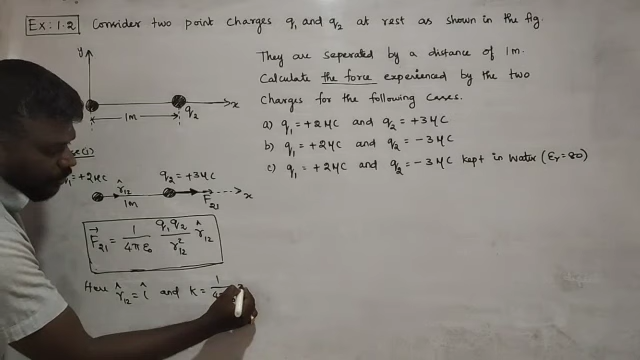 Ex: 1.2 Consider two point charges q1 and q2 at rest as shown in the fig.
They are seperated by a distance of 1m.
Calculate the force experienced by the two
charges for the following cases.
a) q1 = +2μC and q2 = +3μC
b) q1 = +2μC and q2 = −3μC
c) q1 = +2μC and q2 = −3μC kept in water (εr = 80)
y
x
q2
1m
= +2μC
q2 = +3μC
r̂12
1m
F21
x
F⃗21 = 1/4πε0 q1q2/r12² r̂12
Here r̂12 = î and k = 1/4